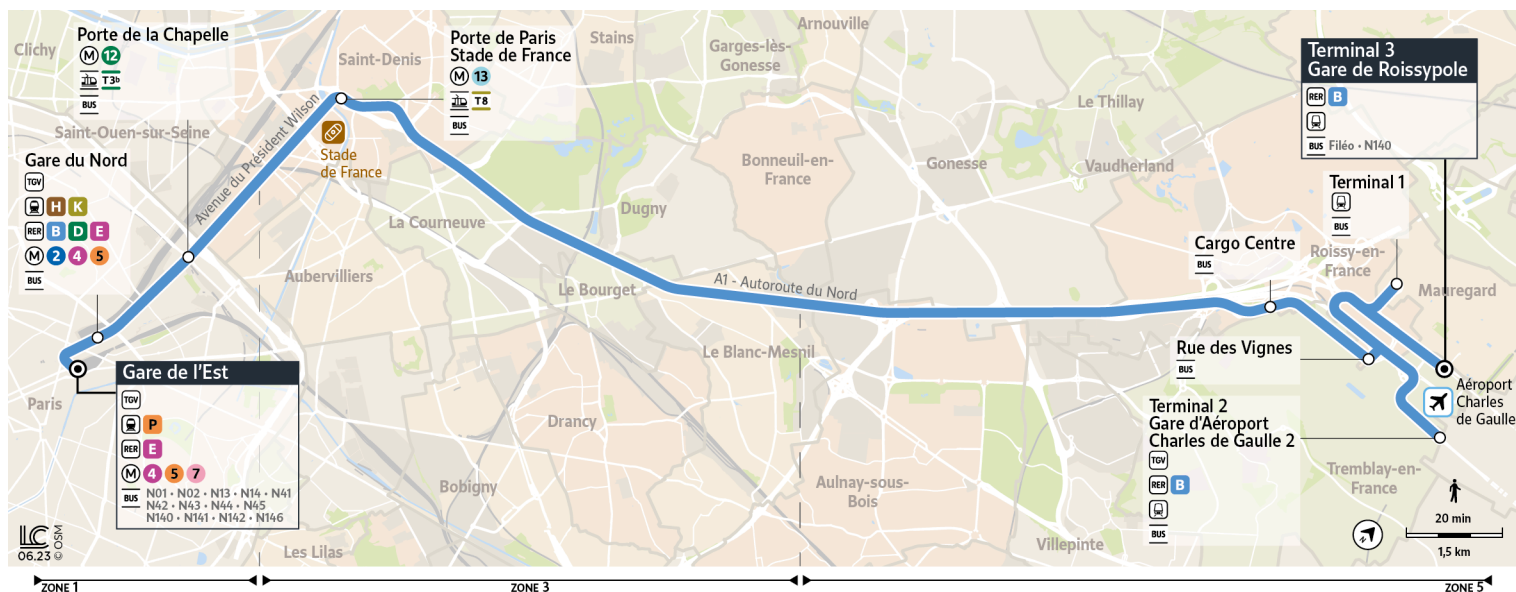 Porte de la Chapelle
M 12
T3b
BUS
Clichy
Saint-Denis
Porte de Paris
Stade de France
M 13
T8
BUS
Stains
Arnouville
Garges-lès-
Gonesse
Terminal 3
Gare de Roissypole
RER B
BUS Filéo • N140
Le Thillay
Saint-Ouen-sur-Seine
Avenue du Président Wilson
Stade
de France
Gare du Nord
TGV
H K
RER B D E
M 2 4 5
BUS
Bonneuil-en-
France
Gonesse
Vaudherland
Terminal 1
BUS
La Courneuve
Dugny
Cargo Centre
BUS
Roissy-en-
France
Mauregard
Aubervilliers
Le Bourget
A1 - Autoroute du Nord
Le Blanc-Mesnil
Rue des Vignes
BUS
Gare de l'Est
TGV
P
RER E
M 4 5 7
BUS N01 • N02 • N13 • N14 • N41
N42 • N43 • N44 • N45
N140 • N141 • N142 • N146
Paris
Drancy
Terminal 2
Gare d'Aéroport
Charles de Gaulle 2
TGV
RER B
BUS
Aéroport
Charles
de Gaulle
Bobigny
Aulnay-sous-
Bois
Tremblay-en-
France
Les Lilas
Villepinte
N
20 min
1,5 km
LC
06.23 © OSM
ZONE 1
ZONE 3
ZONE 5